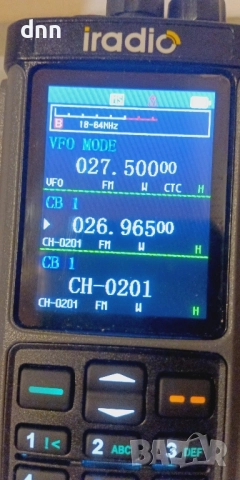 dnn
iradio
B 18-64MHz
VFO MODE
027.50000
VFO FM W CTC H
CB 1
026.96500
CH-0201 FM W H
CB 1
CH-0201
CH-0201 FM W H
1 !< 2 ABC 3 DEF
BAZAR